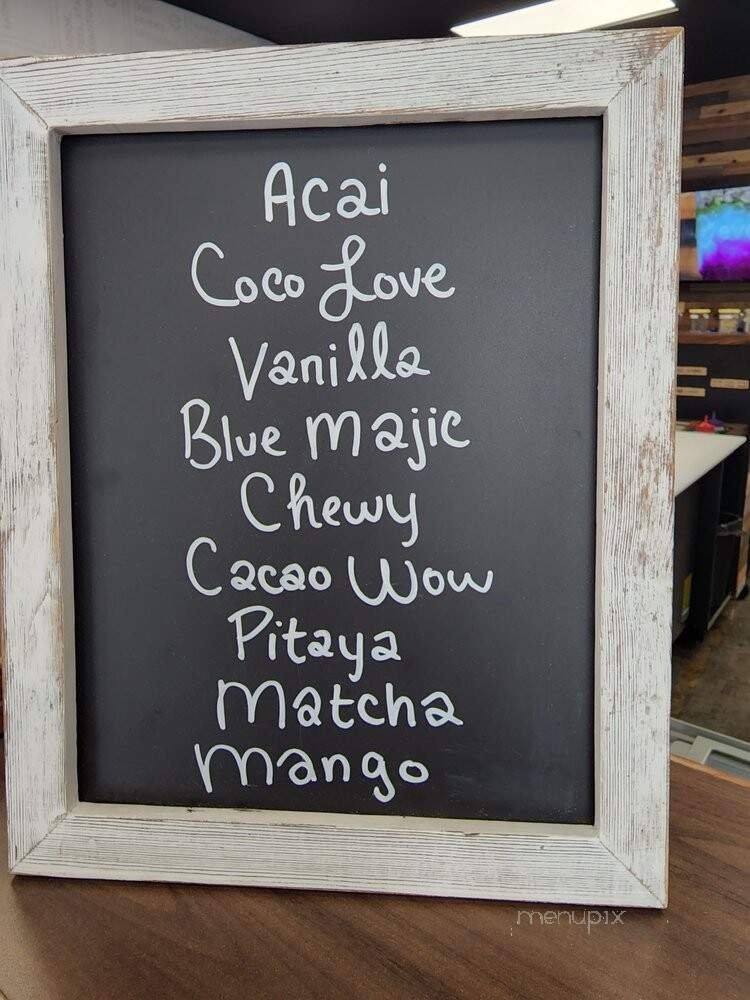 Acai
Coco Love
Vanilla
Blue Majic
Chewy
Cacao Wow
Pitaya
Matcha
Mango
menupix